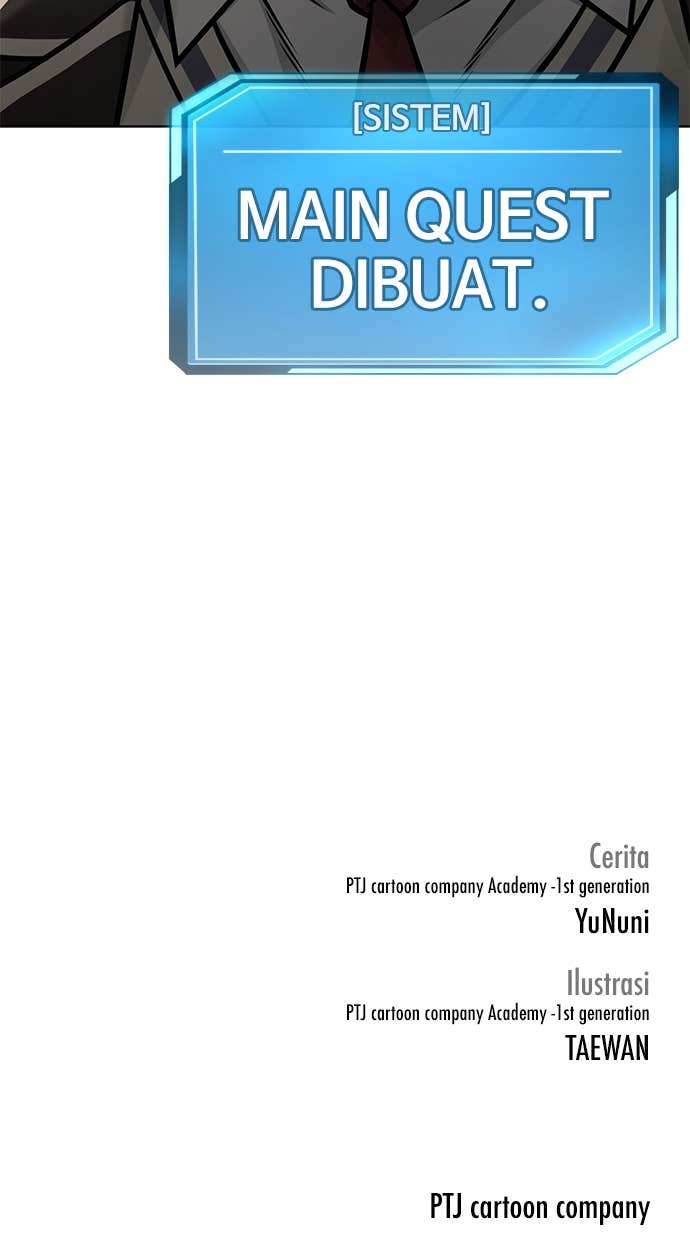 [SISTEM]
MAIN QUEST
DIBUAT.
Cerita
PTJ cartoon company Academy -1st generation
YuNuni
Ilustrasi
PTJ cartoon company Academy -1st generation
TAEWAN
PTJ cartoon company